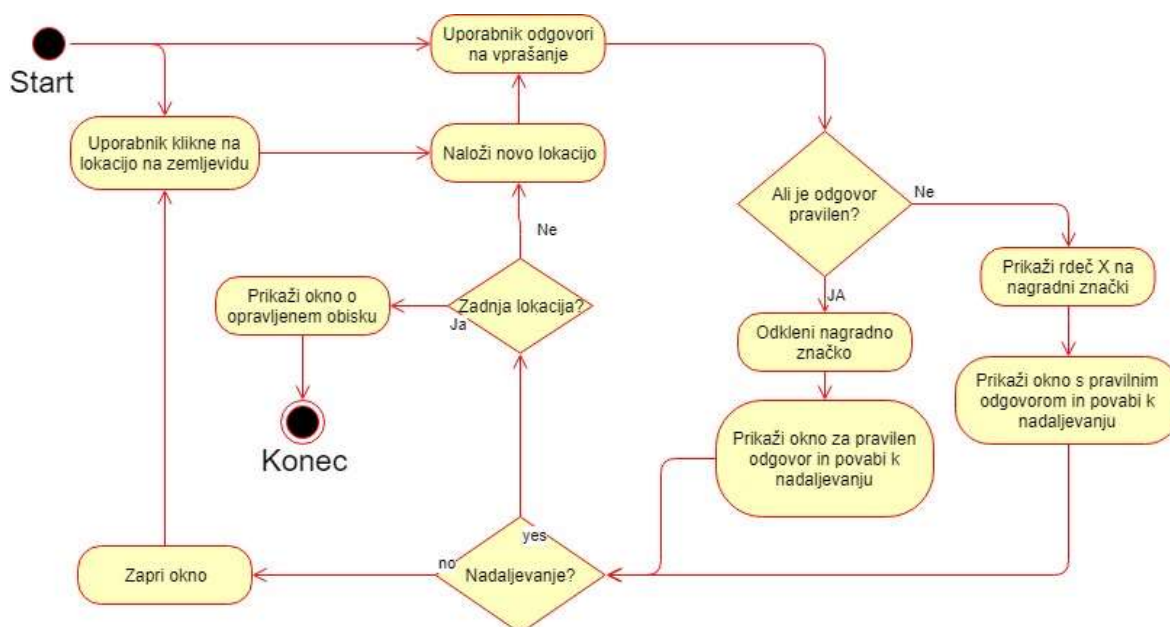 Start
Uporabnik odgovori
na vprašanje
Uporabnik klikne na
lokacijo na zemljevidu
Naloži novo lokacijo
Ali je odgovor
pravilen?
Ne
JA
Prikaži rdeč X na
nagradni znački
Odkleni nagradno
značko
Prikaži okno s pravilnim
odgovorom in povabi k
nadaljevanju
Prikaži okno za pravilen
odgovor in povabi k
nadaljevanju
Ne
Zadnja lokacija?
Ja
Prikaži okno o
opravljenem obisku
Konec
yes
no
Nadaljevanje?
Zapri okno